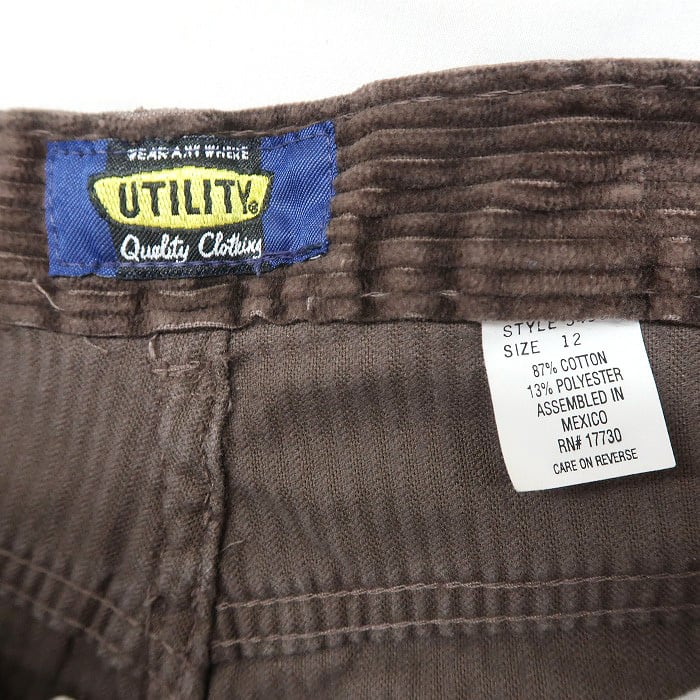 WEAR ANYWHERE
UTILITY®
Quality Clothing
STYLE
SIZE 12
87% COTTON
13% POLYESTER
ASSEMBLED IN
MEXICO
RN# 17730
CARE ON REVERSE